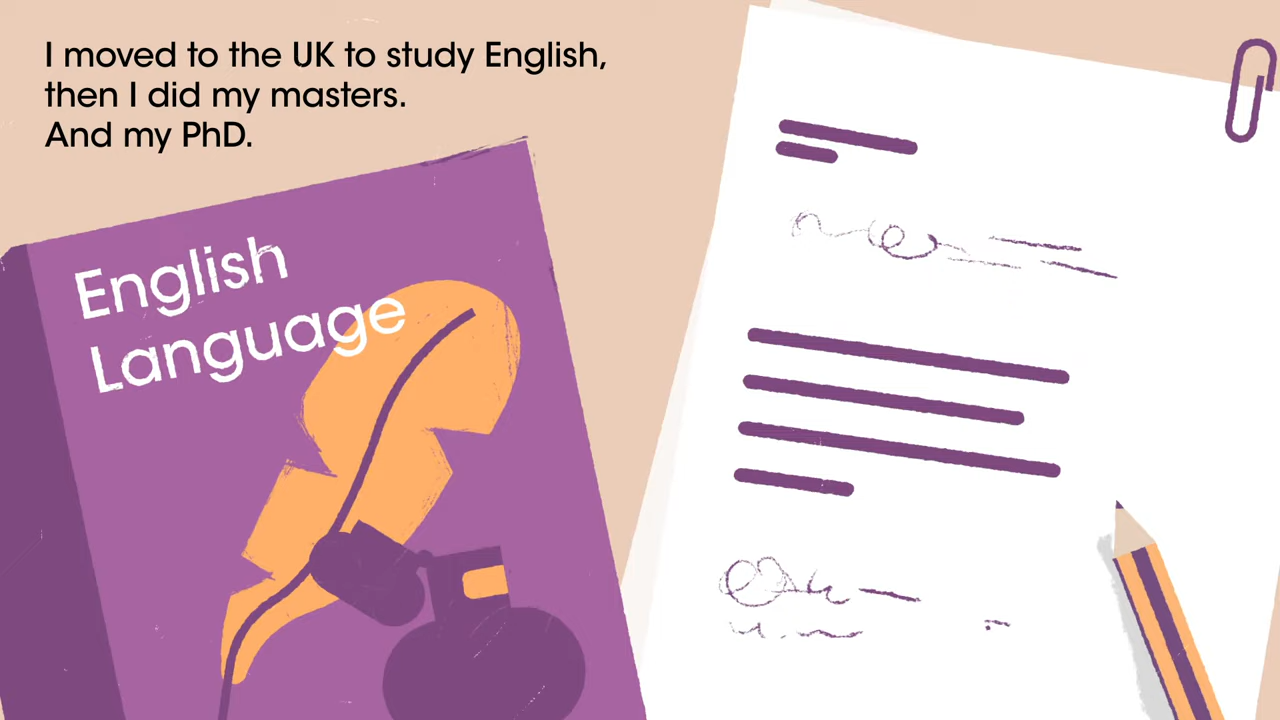 I moved to the UK to study English,
then I did my masters.
And my PhD.
English
Language